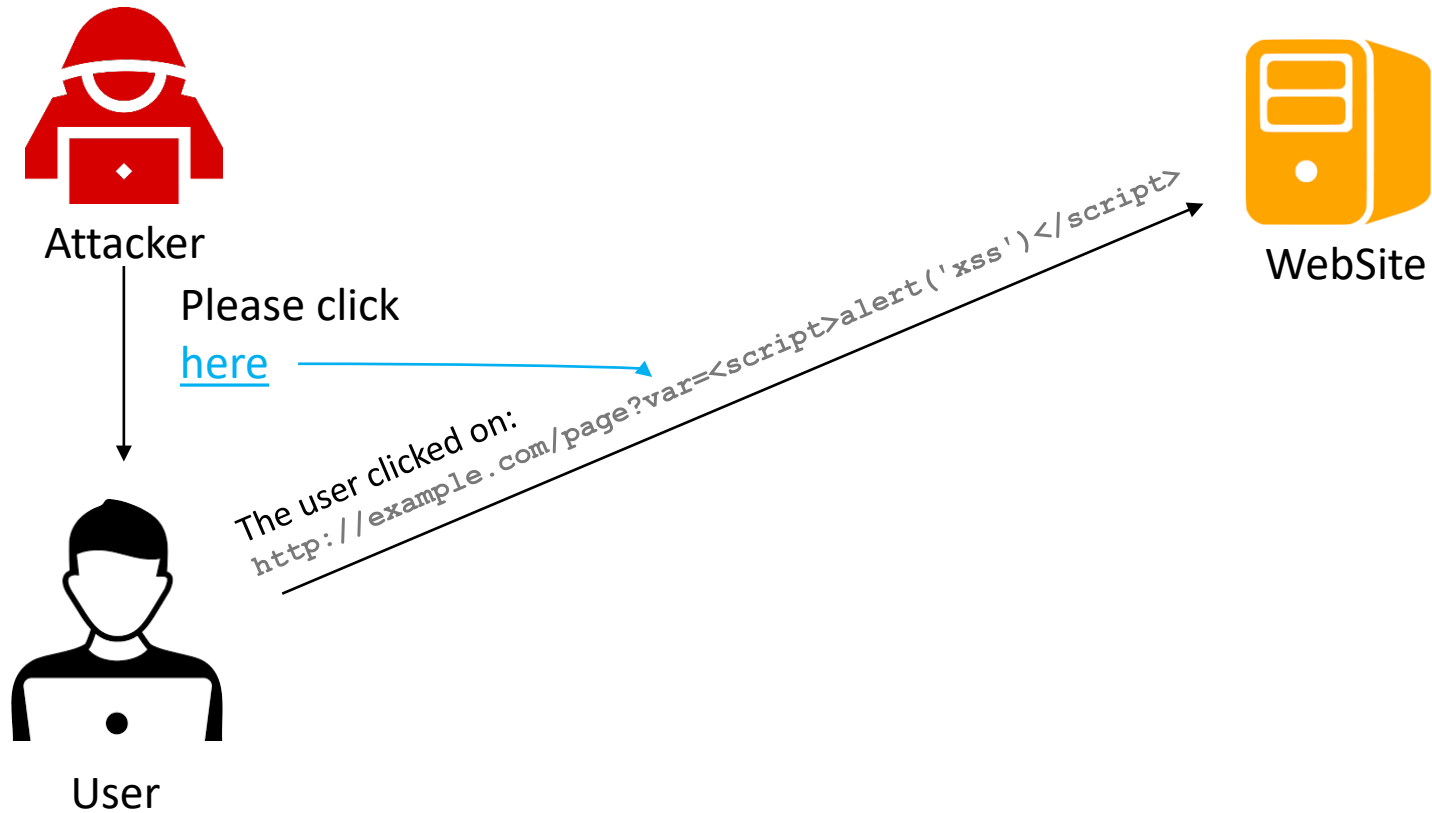 Attacker
WebSite
Please click
here
The user clicked on:
http://example.com/page?var=<script>alert('xss')</script>
User